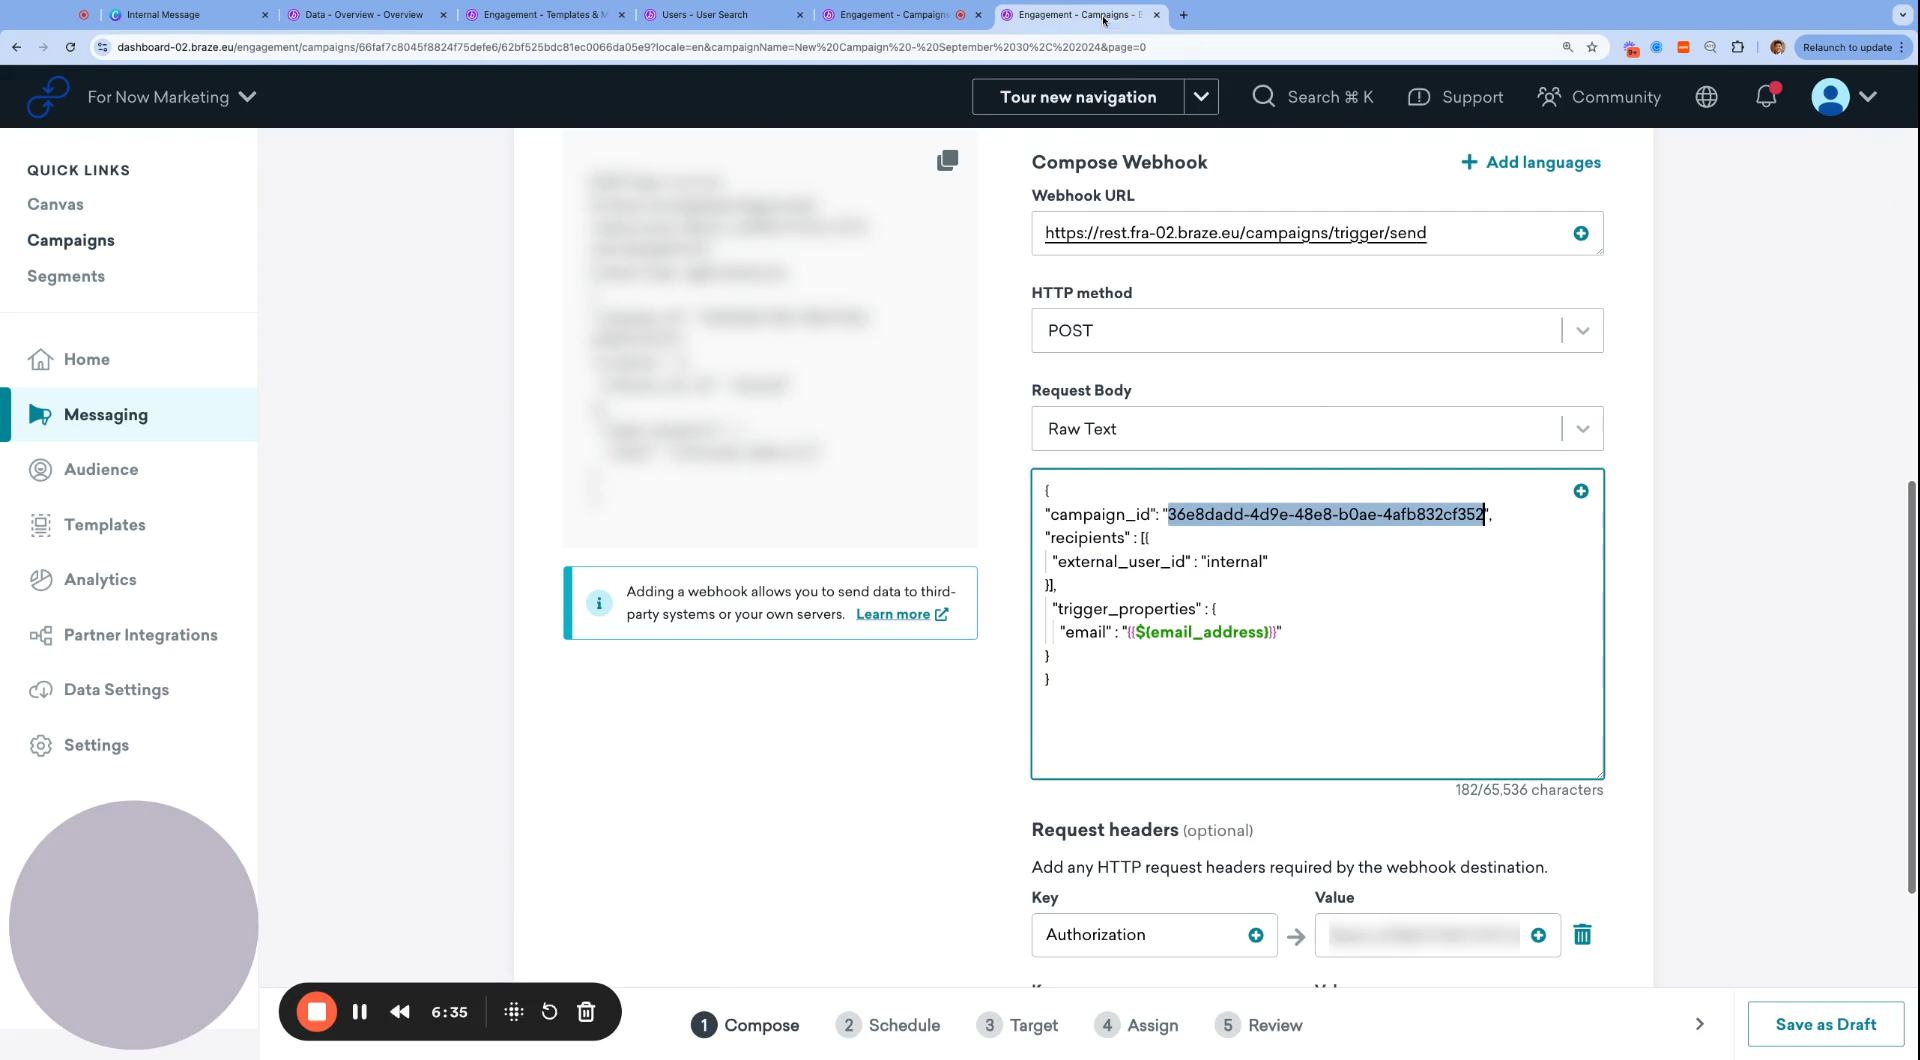 Internal Message
Data - Overview - Overview
Engagement - Templates & M
Users - User Search
Engagement - Campaigns
Engagement - Campaigns - E
dashboard-02.braze.eu/engagement/campaigns/66faf7c8045f8824f75defe6/62bf525bdc81ec0066da05e9?locale=en&campaignName=New%20Campaign%20-%20September%2030%2C%202024&page=0
9+
Relaunch to update
For Now Marketing
Tour new navigation
Search ⌘ K
Support
Community
QUICK LINKS
Canvas
Campaigns
Segments
Home
Messaging
Audience
Templates
Analytics
Partner Integrations
Data Settings
Settings
Adding a webhook allows you to send data to third-
party systems or your own servers. Learn more
Compose Webhook
Add languages
Webhook URL
https://rest.fra-02.braze.eu/campaigns/trigger/send
HTTP method
POST
Request Body
Raw Text
{
"campaign_id": "36e8dadd-4d9e-48e8-b0ae-4afb832cf352",
"recipients" : [{
"external_user_id" : "internal"
}],
"trigger_properties" : {
"email" : "{{${email_address}}}"
}
}
182/65,536 characters
Request headers (optional)
Add any HTTP request headers required by the webhook destination.
Key
Value
Authorization
6:35
1 Compose
2 Schedule
3 Target
4 Assign
5 Review
Save as Draft